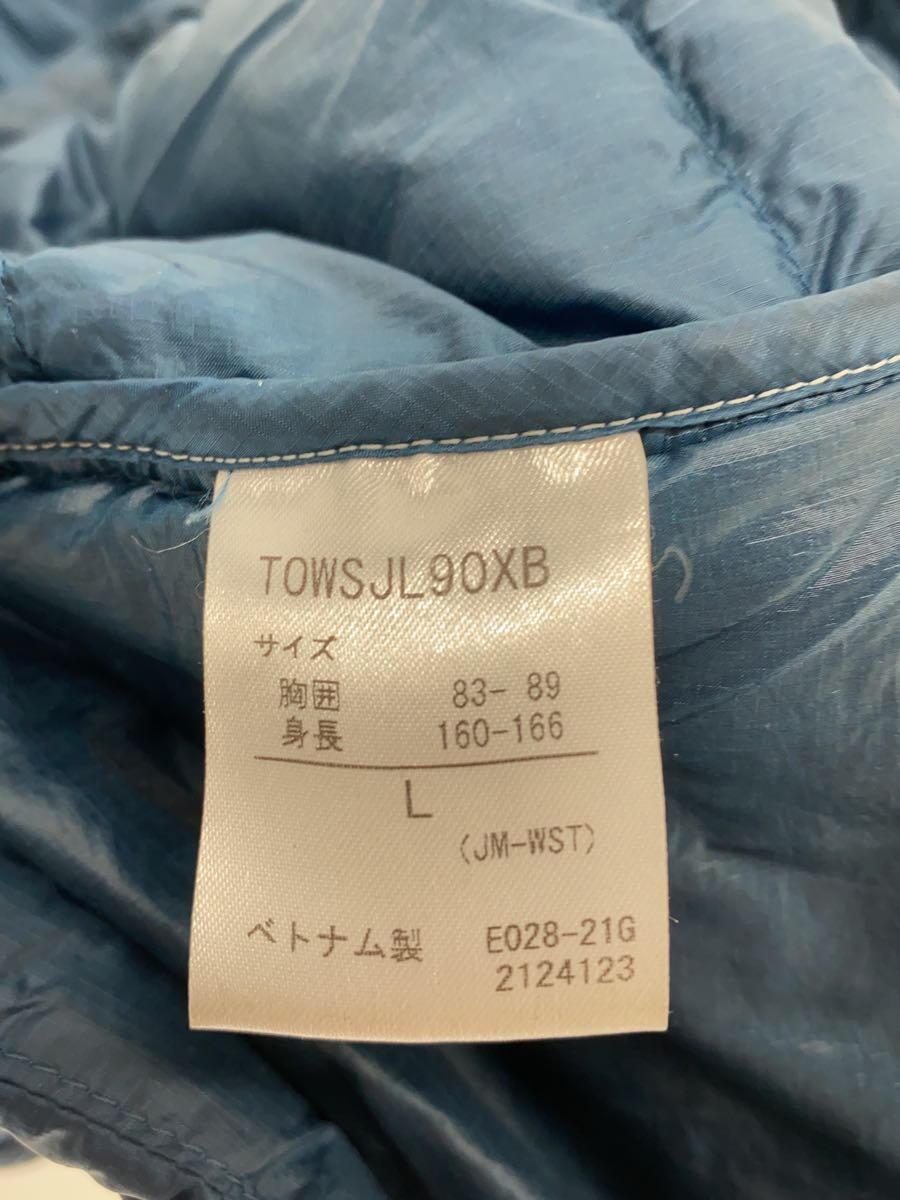 TOWSJL90XB
サイズ
胸囲 83- 89
身長 160-166
L
(JM-WST)
ベトナム製 E028-21G
2124123